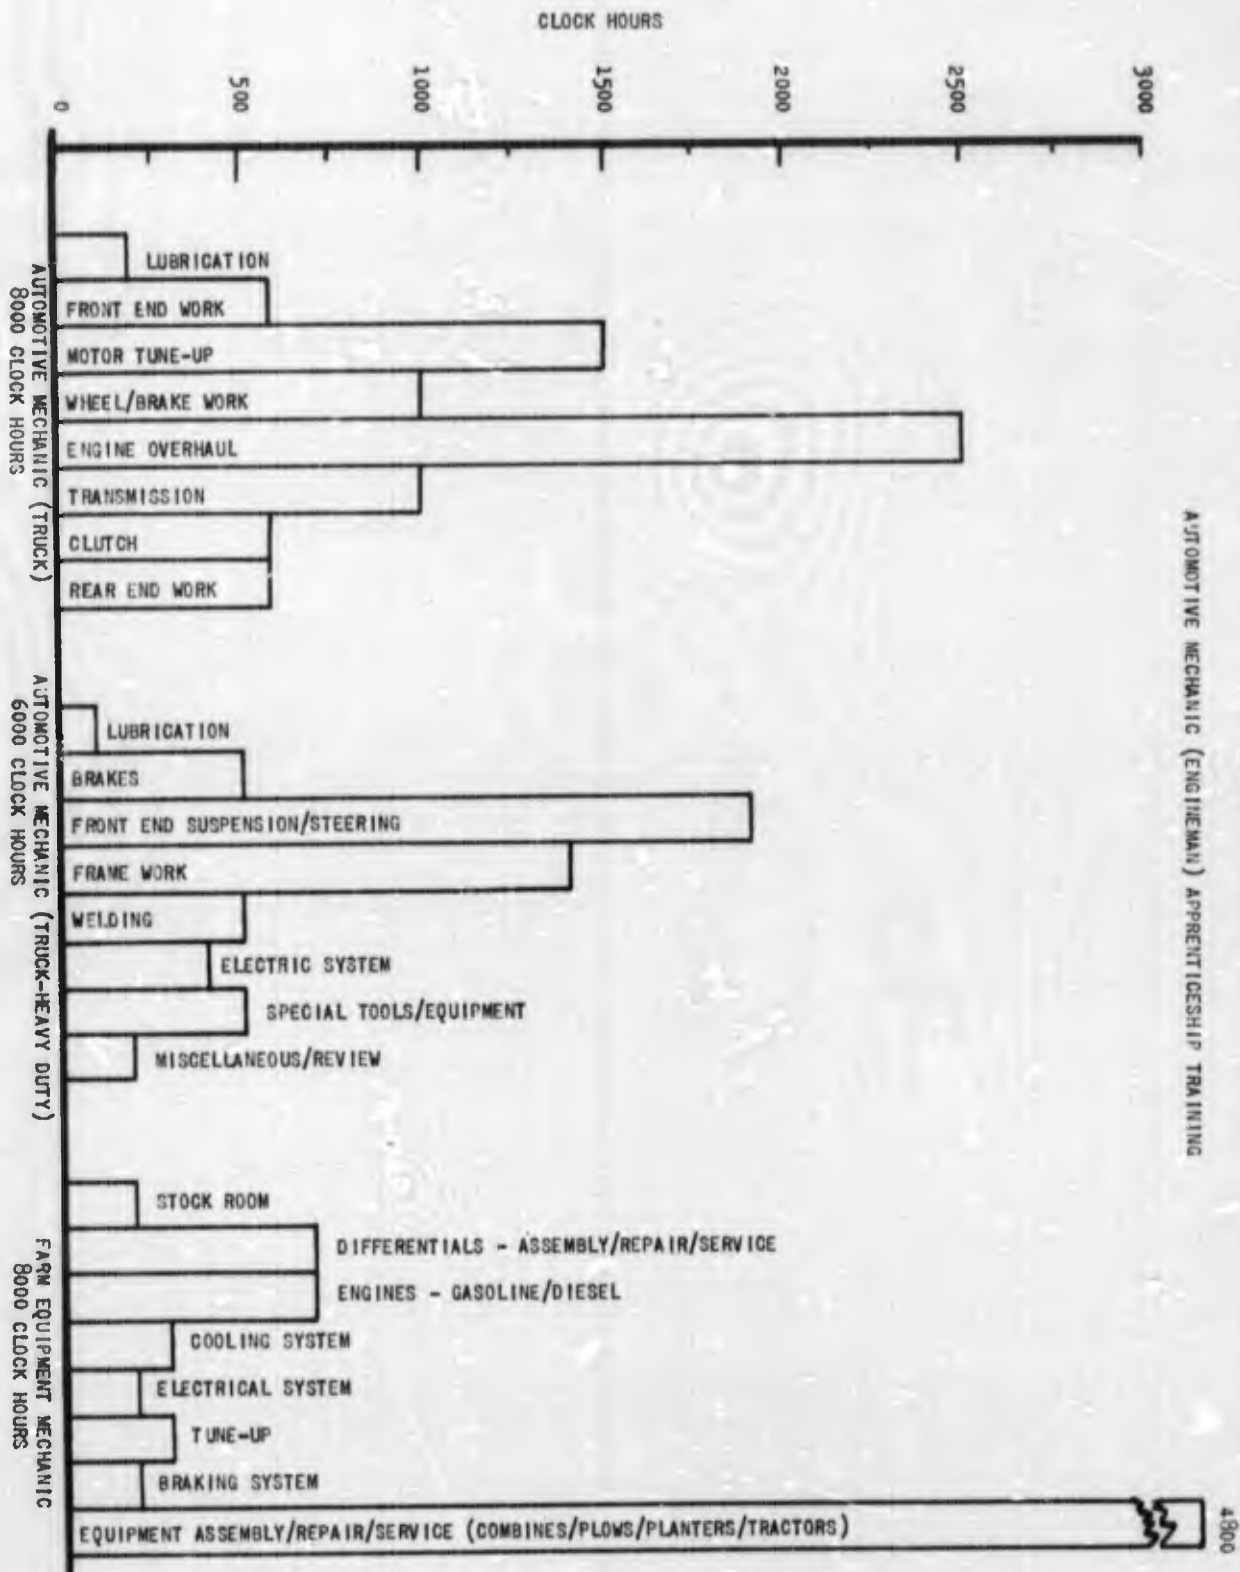 CLOCK HOURS
0
500
1000
1500
2000
2500
3000
AUTOMOTIVE MECHANIC (ENGINEMAN) APPRENTICESHIP TRAINING
LUBRICATION
FRONT END WORK
MOTOR TUNE-UP
WHEEL/BRAKE WORK
ENGINE OVERHAUL
TRANSMISSION
CLUTCH
REAR END WORK
AUTOMOTIVE MECHANIC (TRUCK)
8000 CLOCK HOURS
LUBRICATION
BRAKES
FRONT END SUSPENSION/STEERING
FRAME WORK
WELDING
ELECTRIC SYSTEM
SPECIAL TOOLS/EQUIPMENT
MISCELLANEOUS/REVIEW
AUTOMOTIVE MECHANIC (TRUCK-HEAVY DUTY)
6000 CLOCK HOURS
STOCK ROOM
DIFFERENTIALS - ASSEMBLY/REPAIR/SERVICE
ENGINES - GASOLINE/DIESEL
COOLING SYSTEM
ELECTRICAL SYSTEM
TUNE-UP
BRAKING SYSTEM
EQUIPMENT ASSEMBLY/REPAIR/SERVICE (COMBINES/PLOWS/PLANTERS/TRACTORS)
4800
FARM EQUIPMENT MECHANIC
8000 CLOCK HOURS